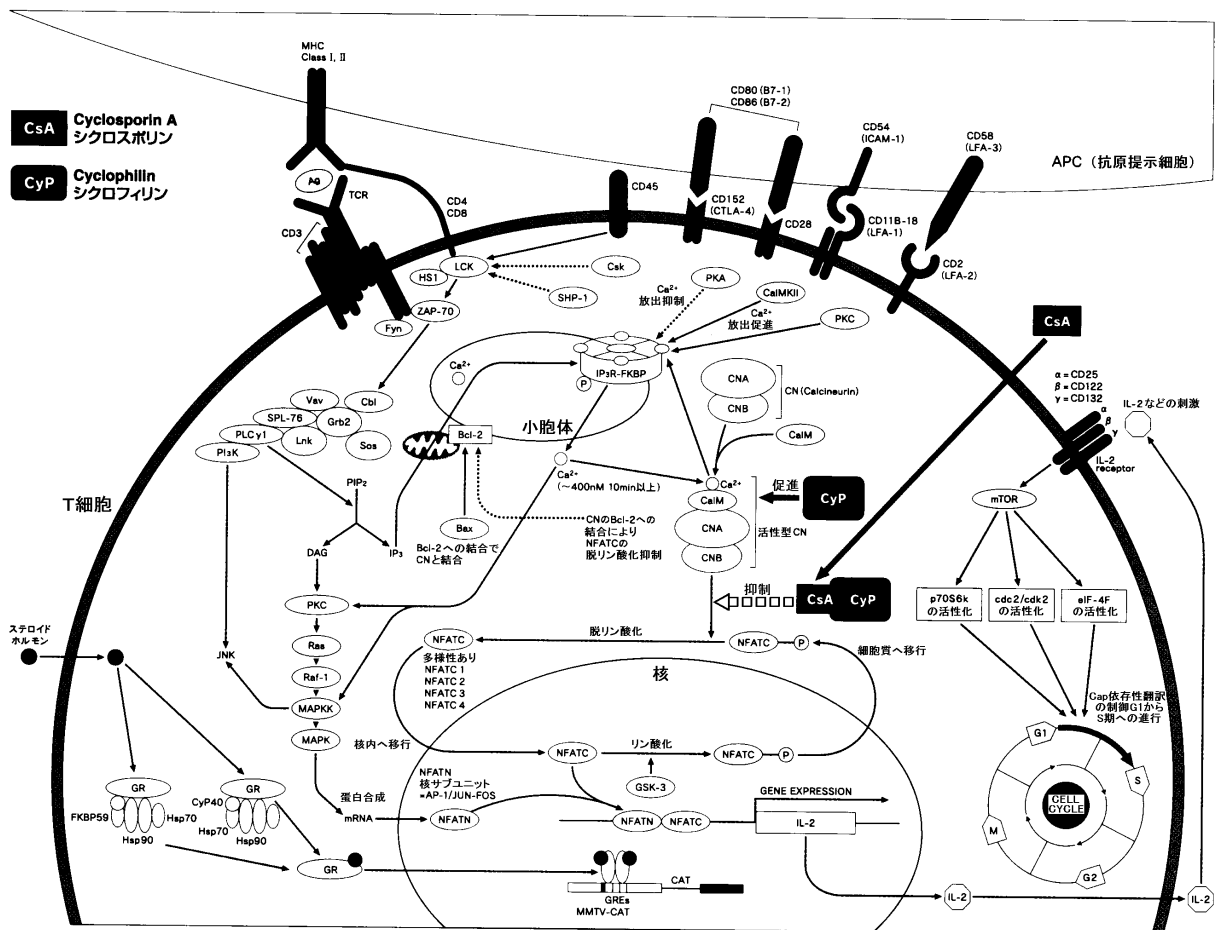 MHC
Class I, II
CsA
Cyclosporin A
シクロスポリン
CyP
Cyclophilin
シクロフィリン
AG
TCR
CD3
CD4
CD8
CD45
CD80 (B7-1)
CD86 (B7-2)
CD152
(CTLA-4)
CD28
CD54
(ICAM-1)
CD11B-18
(LFA-1)
CD58
(LFA-3)
CD2
(LFA-2)
APC（抗原提示細胞）
HS1
LCK
Csk
SHP-1
ZAP-70
Fyn
PKA
Ca²⁺
放出抑制
CalMKII
Ca²⁺
放出促進
PKC
CsA
Ca²⁺
IP₃R-FKBP
P
小胞体
CNA
CNB
CN (Calcineurin)
CalM
Vav
Cbl
SPL-76
Grb2
PLCγ1
Lnk
Sos
PI₃K
Bcl-2
Ca²⁺
(～400nM 10min以上)
Ca²⁺
CalM
CNA
CNB
活性型CN
促進
CyP
α = CD25
β = CD122
γ = CD132
α
β
γ
IL-2
receptor
IL-2などの刺激
T細胞
PIP₂
DAG
IP₃
Bax
Bcl-2への結合で
CNと結合
CNのBcl-2への
結合により
NFATCの
脱リン酸化抑制
mTOR
p70S6k
の活性化
cdc2/cdk2
の活性化
eIF-4F
の活性化
抑制
CsA
CyP
PKC
Ras
Raf-1
MAPKK
MAPK
JNK
ステロイド
ホルモン
NFATC
多様性あり
NFATC 1
NFATC 2
NFATC 3
NFATC 4
脱リン酸化
NFATC
P
細胞質へ移行
核
核内へ移行
NFATC
リン酸化
NFATC
P
GSK-3
NFATN
核サブユニット
=AP-1/JUN-FOS
蛋白合成
mRNA
NFATN
NFATN
NFATC
GENE EXPRESSION
IL-2
Cap依存性翻訳
の制御G1から
S期への進行
G1
S
G2
M
CELL
CYCLE
GR
FKBP59
Hsp70
Hsp90
GR
CyP40
Hsp70
Hsp90
GR
GREs
MMTV-CAT
CAT
IL-2
IL-2